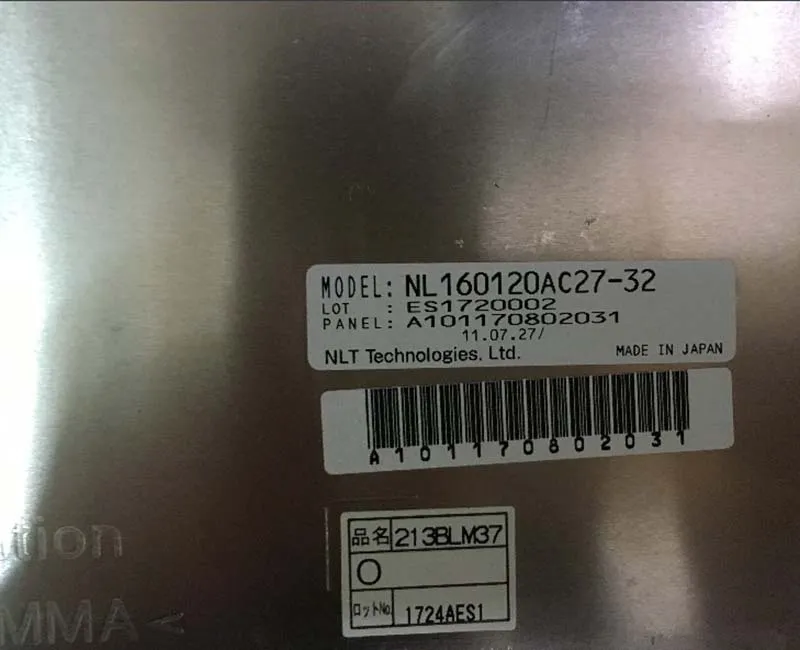 MODEL: NL160120AC27-32
LOT : ES1720002
PANEL: A101170802031
11.07.27/
NLT Technologies, Ltd. MADE IN JAPAN
A101170802031
品名 213BLM37
O
ロットNo. 1724AES1
MMA <